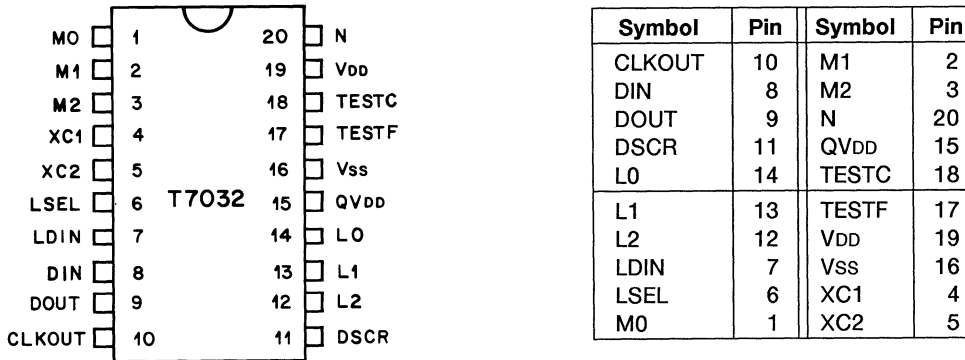 M0 1 20 N
M1 2 19 VDD
M2 3 18 TESTC
XC1 4 17 TESTF
XC2 5 16 VSS
LSEL 6 T7032 15 QVDD
LDIN 7 14 L0
DIN 8 13 L1
DOUT 9 12 L2
CLKOUT 10 11 DSCR
Symbol Pin Symbol Pin
CLKOUT 10 M1 2
DIN 8 M2 3
DOUT 9 N 20
DSCR 11 QVDD 15
L0 14 TESTC 18
L1 13 TESTF 17
L2 12 VDD 19
LDIN 7 Vss 16
LSEL 6 XC1 4
M0 1 XC2 5